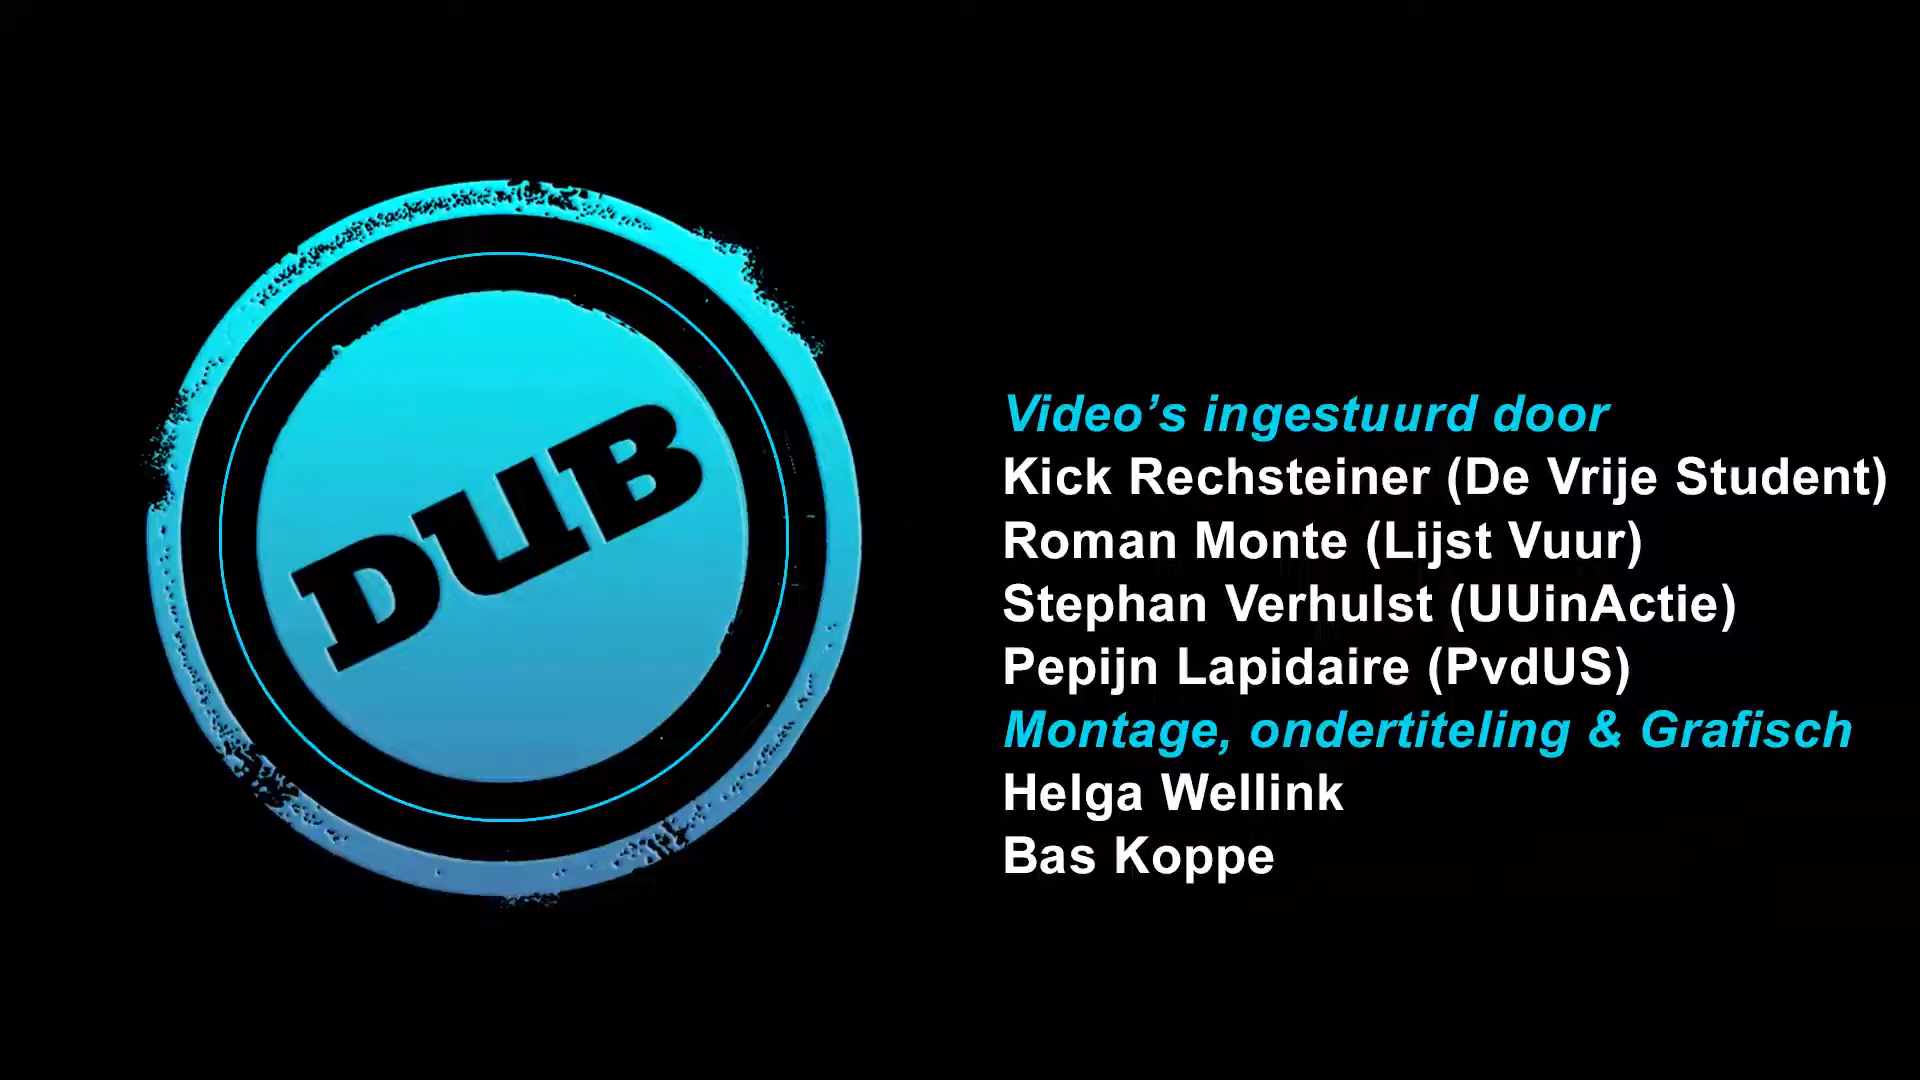 DUB
Video’s ingestuurd door
Kick Rechsteiner (De Vrije Student)
Roman Monte (Lijst Vuur)
Stephan Verhulst (UUinActie)
Pepijn Lapidaire (PvdUS)
Montage, ondertiteling & Grafisch
Helga Wellink
Bas Koppe